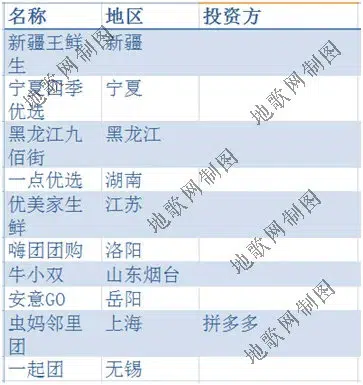 名称 地区 投资方
新疆王鲜 新疆
生
宁夏四季 宁夏
优选
黑龙江九 黑龙江
佰街
一点优选 湖南
优美家生 江苏
鲜
嗨团团购 洛阳
牛小双 山东烟台
安意GO 岳阳
虫妈邻里 上海 拼多多
团
一起团 无锡
地歌网制图
地歌网制图
地歌网制图
地歌网制图
地歌网制图
地歌网制图